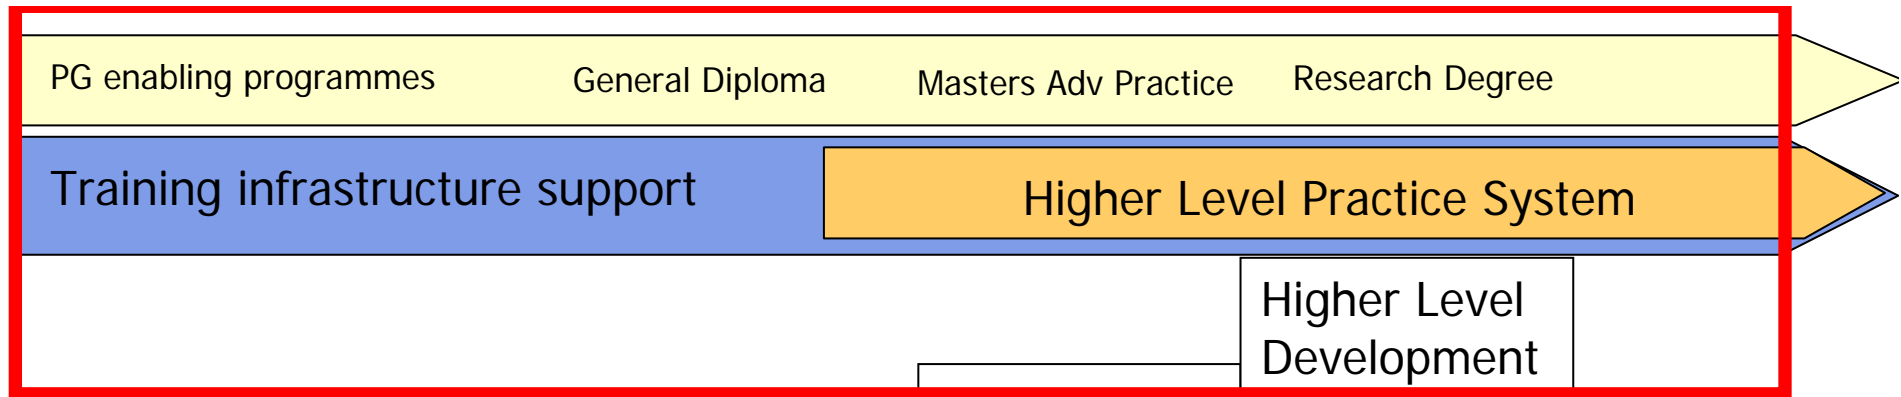 PG enabling programmes
General Diploma
Masters Adv Practice
Research Degree
Training infrastructure support
Higher Level Practice System
Higher Level
Development